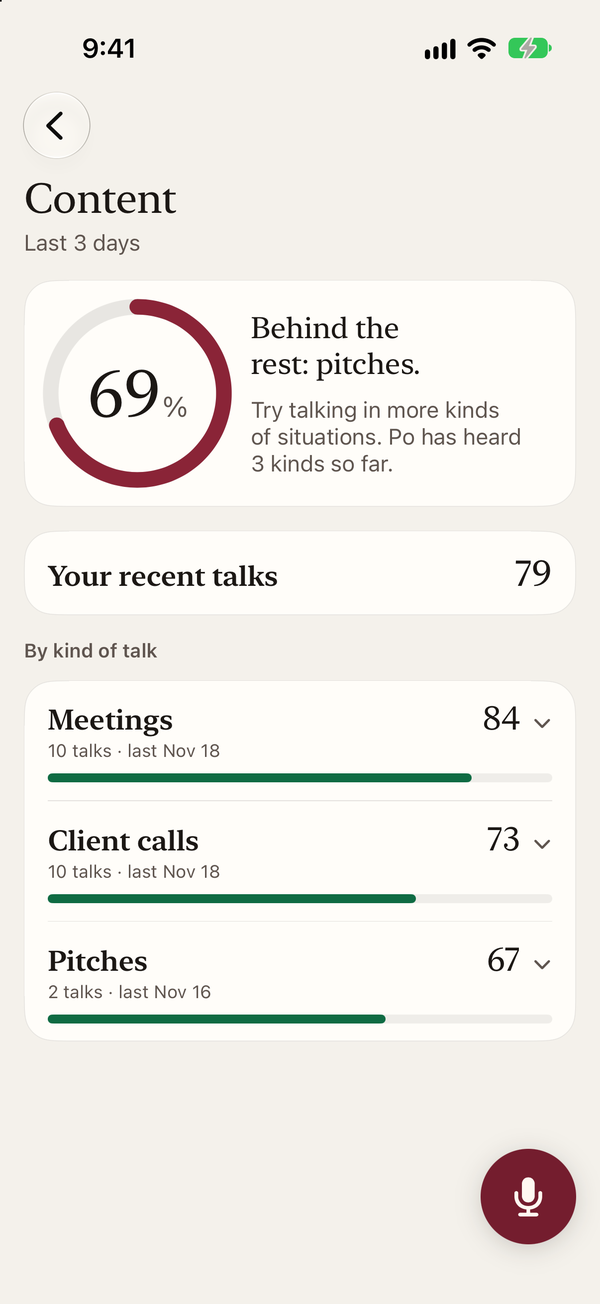 9:41
Content
Last 3 days
69%
Behind the
rest: pitches.
Try talking in more kinds
of situations. Po has heard
3 kinds so far.
Your recent talks 79
By kind of talk
Meetings 84
10 talks · last Nov 18
Client calls 73
10 talks · last Nov 18
Pitches 67
2 talks · last Nov 16